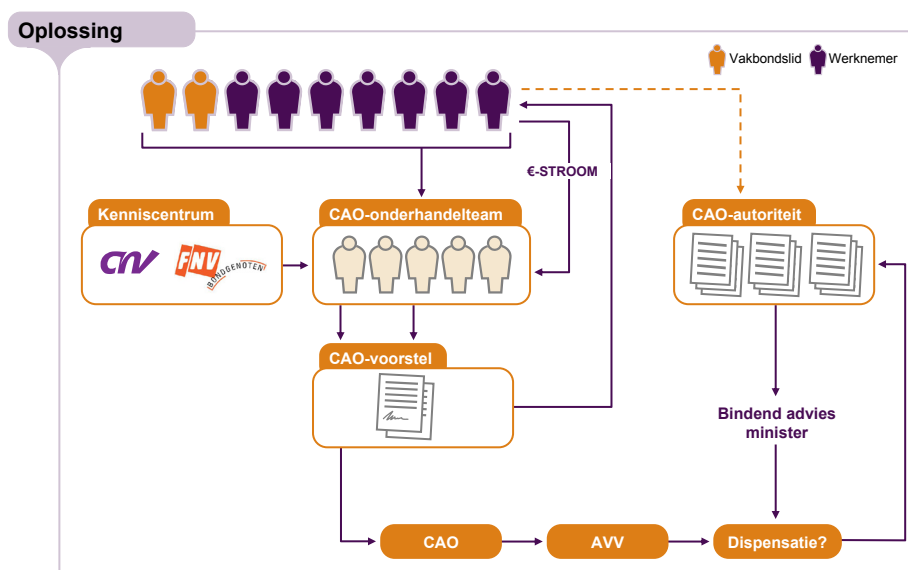 Oplossing
Vakbondslid
Werknemer
€-STROOM
Kenniscentrum
CAO-onderhandelteam
CAO-autoriteit
CNV
FNV
BONDGENOTEN
CAO-voorstel
Bindend advies
minister
CAO
AVV
Dispensatie?